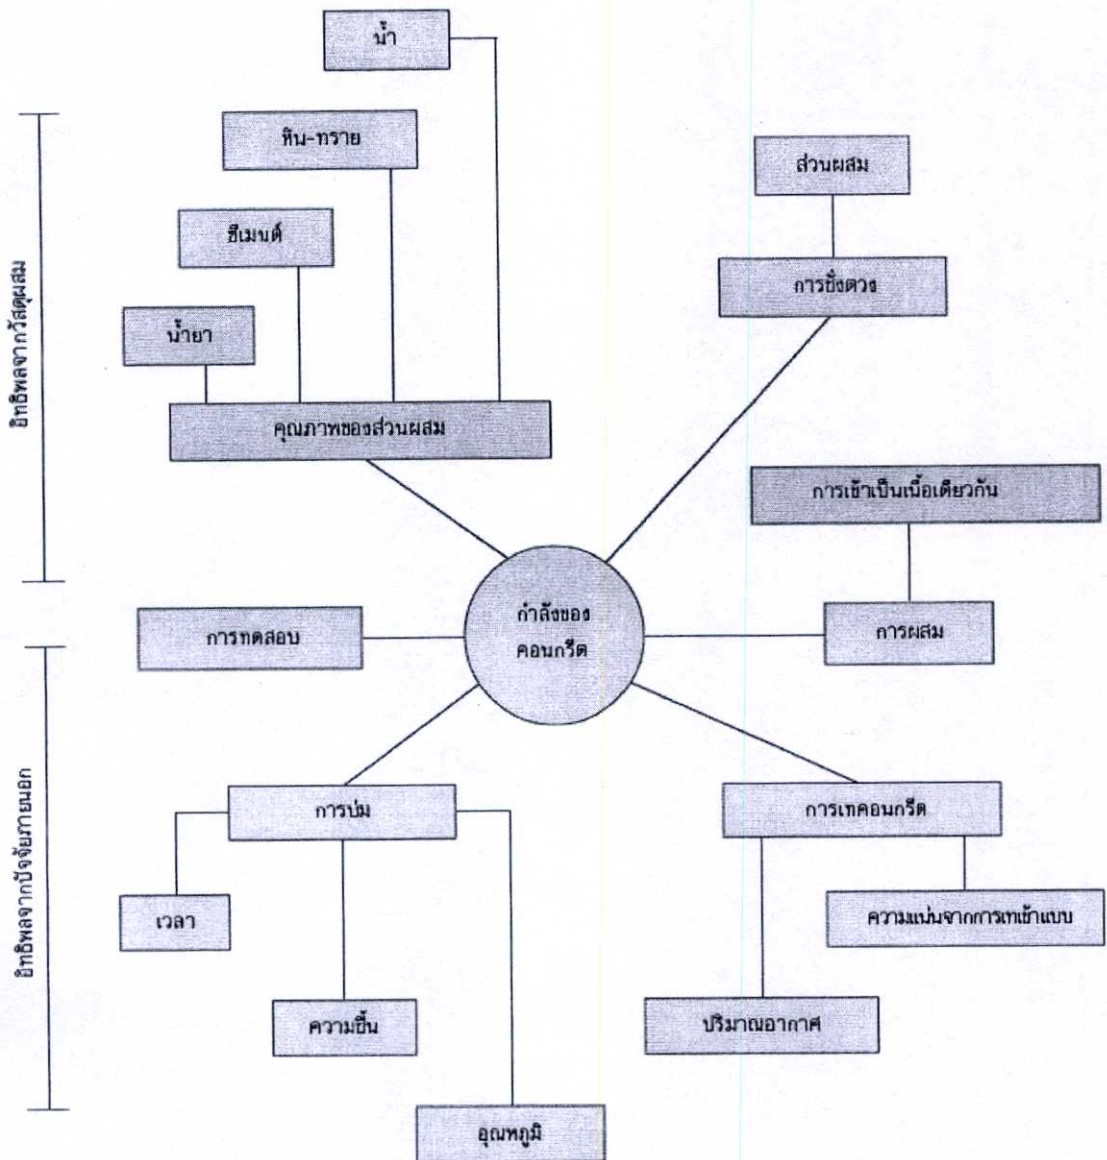 น้ำ
หิน-ทราย
ส่วนผสม
ซีเมนต์
การชั่งตวง
น้ำยา
อิทธิพลจากวัสดุผสม
คุณภาพของส่วนผสม
การเข้าเป็นเนื้อเดียวกัน
กำลังของ
คอนกรีต
การทดสอบ
การผสม
อิทธิพลจากปัจจัยภายนอก
การบ่ม
การเทคอนกรีต
เวลา
ความแน่นจากการเทเข้าแบบ
ความชื้น
ปริมาณอากาศ
อุณหภูมิ